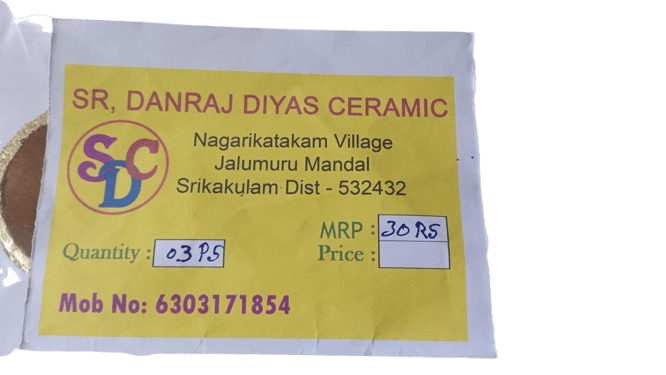 SR, DANRAJ DIYAS CERAMIC
SDC
Nagarikatakam Village
Jalumuru Mandal
Srikakulam Dist - 532432
MRP : 30 RS
Quantity : 03 PS
Price :
Mob No: 6303171854